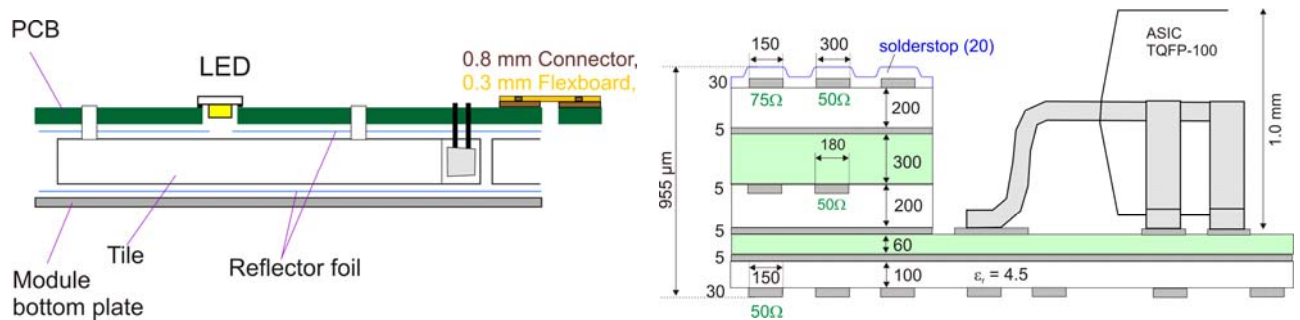 PCB
LED
0.8 mm Connector,
0.3 mm Flexboard,
Tile
Reflector foil
Module
bottom plate
150
300
solderstop (20)
ASIC
TQFP-100
30
75Ω
50Ω
200
5
180
300
955 µm
1.0 mm
5
50Ω
200
5
60
5
150
100
εr = 4.5
30
50Ω